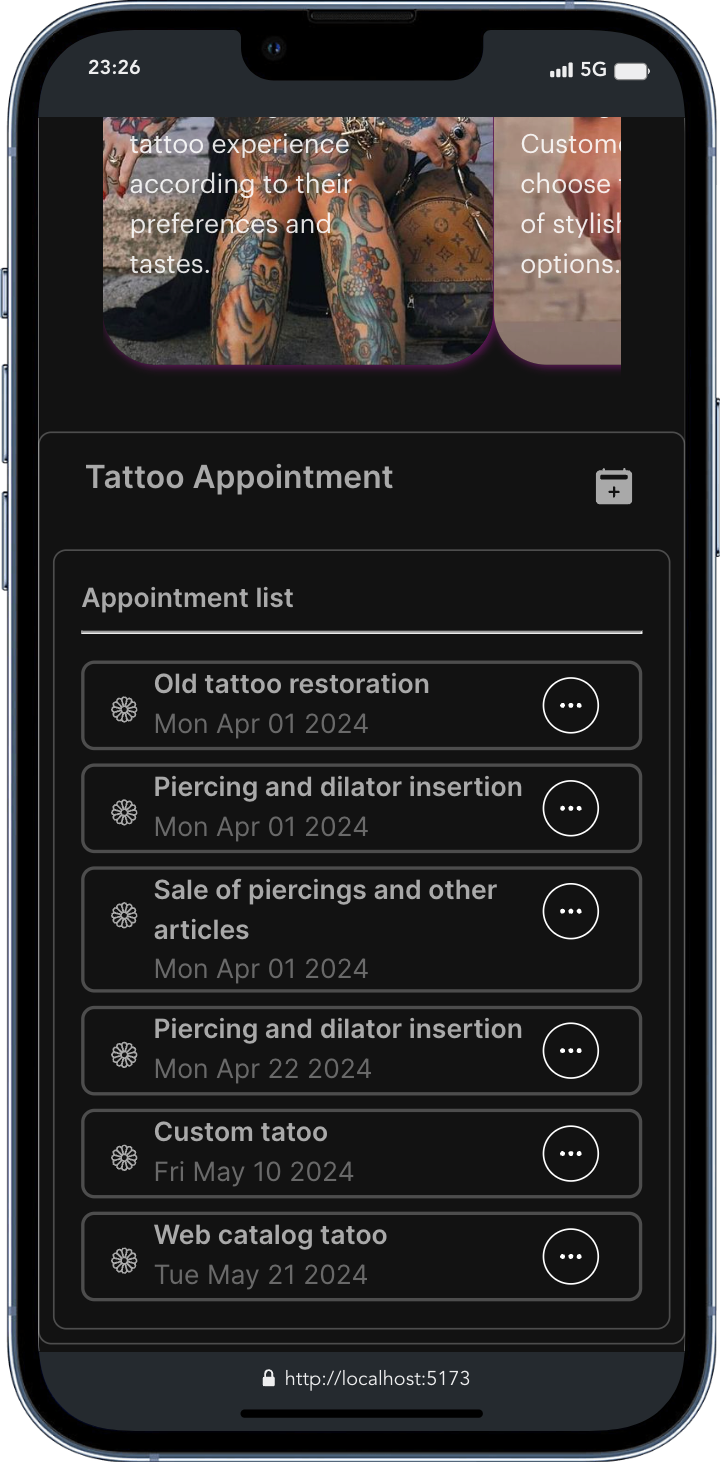 23:26
5G
tattoo experience
according to their
preferences and
tastes.
choose
of stylish
options.
Tattoo Appointment
Appointment list
Old tattoo restoration
Mon Apr 01 2024
Piercing and dilator insertion
Mon Apr 01 2024
Sale of piercings and other
articles
Mon Apr 01 2024
Piercing and dilator insertion
Mon Apr 22 2024
Custom tatoo
Fri May 10 2024
Web catalog tatoo
Tue May 21 2024
http://localhost:5173